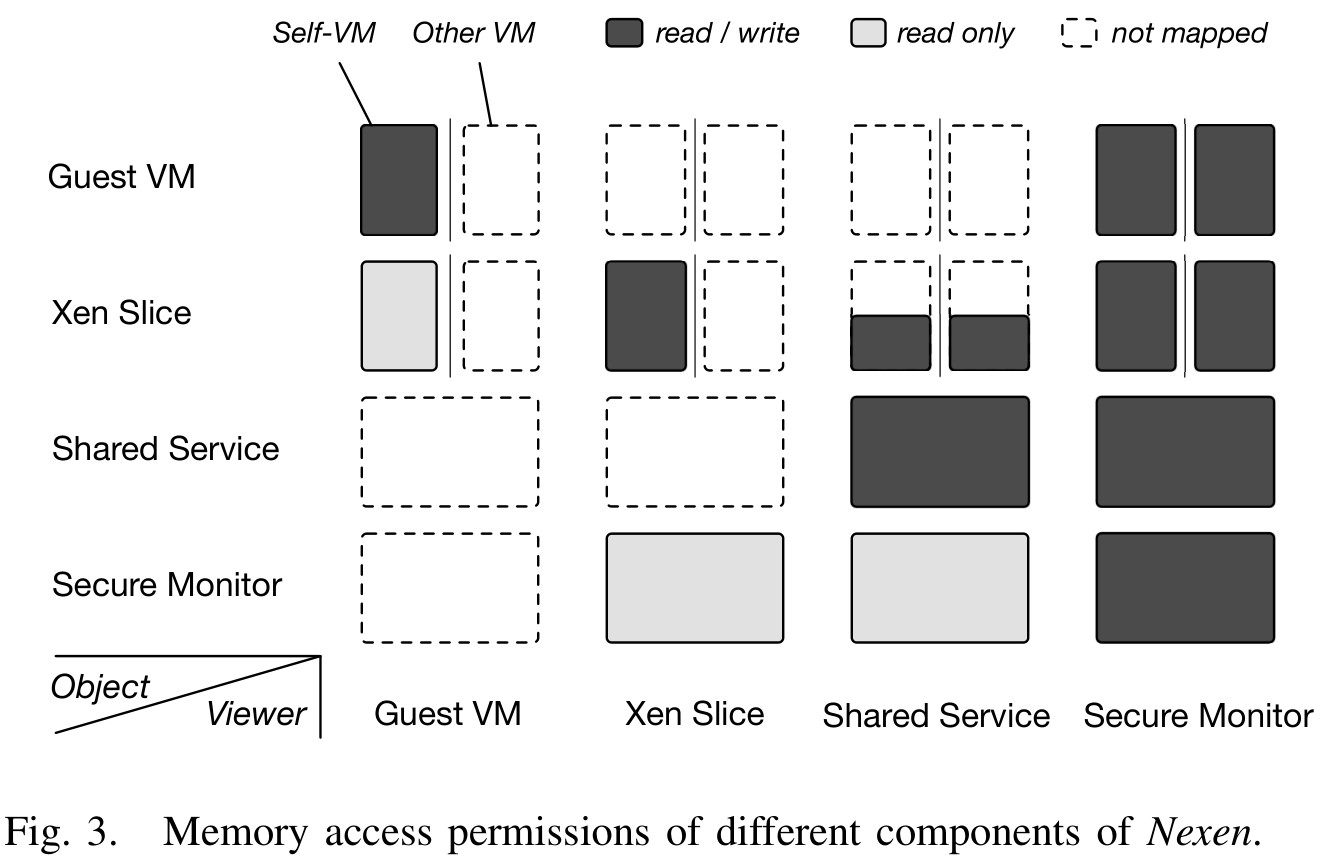 Self-VM Other VM read / write read only not mapped
Guest VM
Xen Slice
Shared Service
Secure Monitor
Object
Viewer Guest VM Xen Slice Shared Service Secure Monitor
Fig. 3. Memory access permissions of different components of Nexen.